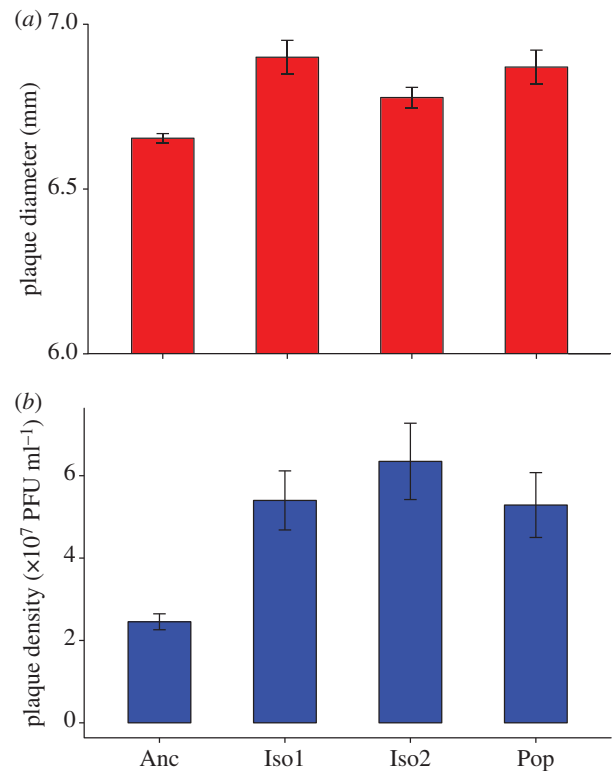 (a)
7.0
6.5
6.0
plaque diameter (mm)
(b)
6
4
2
0
plaque density (×10⁷ PFU ml⁻¹)
Anc Iso1 Iso2 Pop